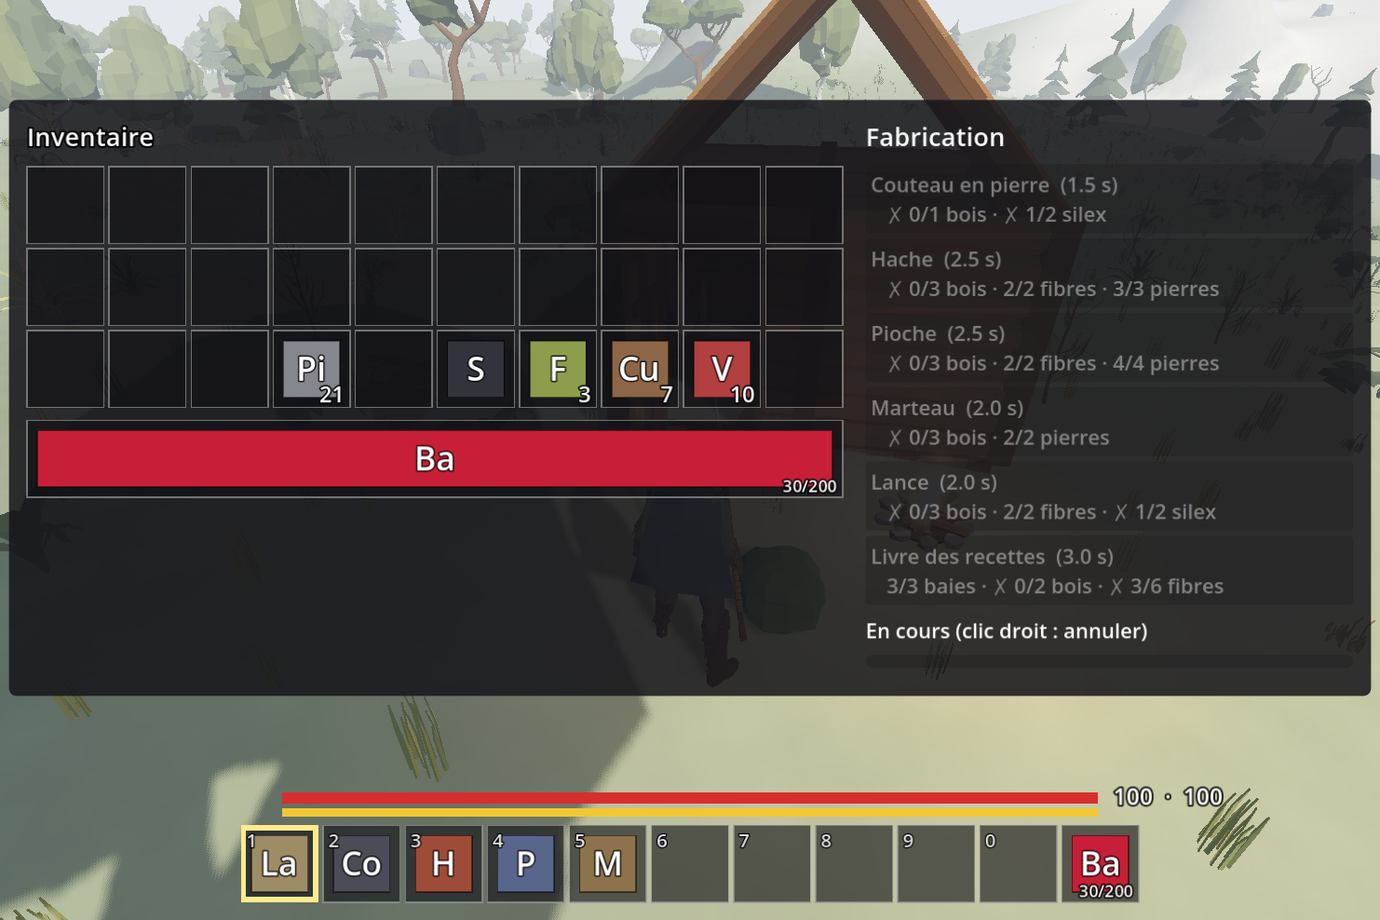 Inventaire
Pi
21
S
F
3
Cu
7
V
10
Ba
30/200
Fabrication
Couteau en pierre (1.5 s)
✗ 0/1 bois · ✗ 1/2 silex
Hache (2.5 s)
✗ 0/3 bois · 2/2 fibres · 3/3 pierres
Pioche (2.5 s)
✗ 0/3 bois · 2/2 fibres · 4/4 pierres
Marteau (2.0 s)
✗ 0/3 bois · 2/2 pierres
Lance (2.0 s)
✗ 0/3 bois · 2/2 fibres · ✗ 1/2 silex
Livre des recettes (3.0 s)
3/3 baies · ✗ 0/2 bois · ✗ 3/6 fibres
En cours (clic droit : annuler)
100 · 100
1
La
2
Co
3
H
4
P
5
M
6
7
8
9
0
Ba
30/200